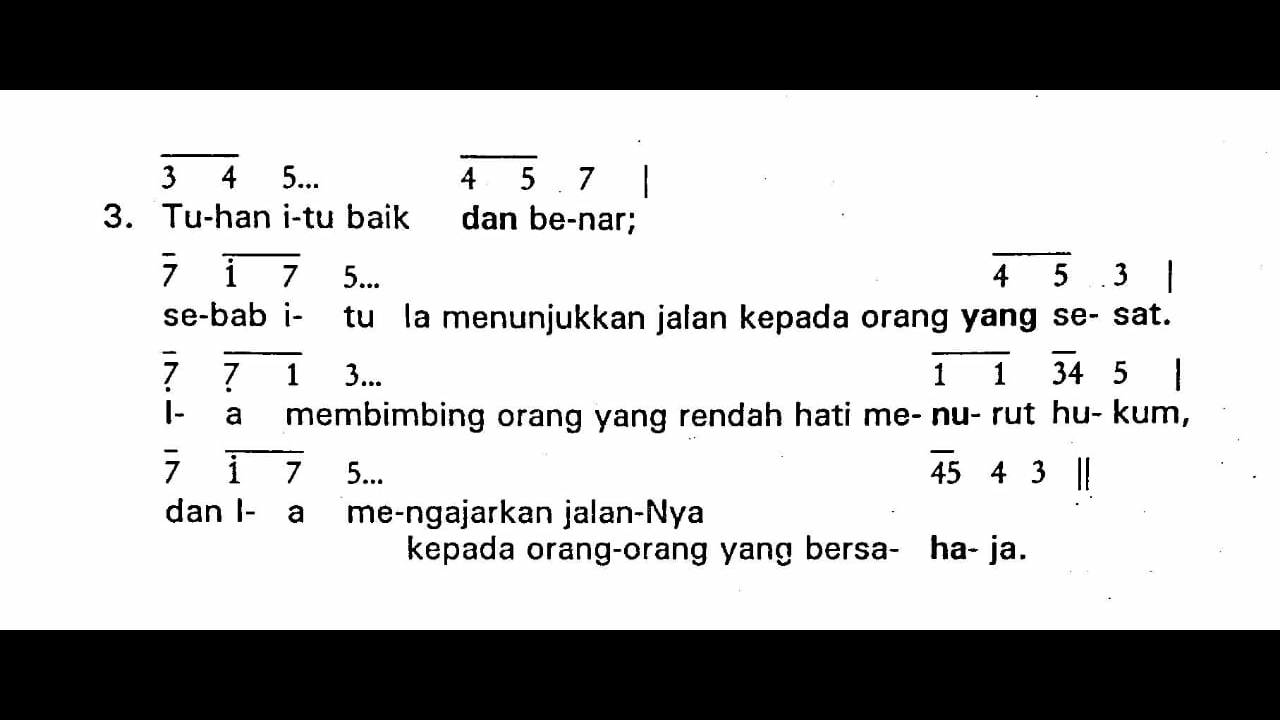 3 4 5... 4 5 7 |
3. Tu-han i-tu baik dan be-nar;
7 i 7 5... 4 5 3 |
se-bab i- tu Ia menunjukkan jalan kepada orang yang se- sat.
7 7 1 3... 1 1 34 5 |
I- a membimbing orang yang rendah hati me- nu- rut hu- kum,
7 i 7 5... 45 4 3 ||
dan I- a me-ngajarkan jalan-Nya
kepada orang-orang yang bersa- ha- ja.